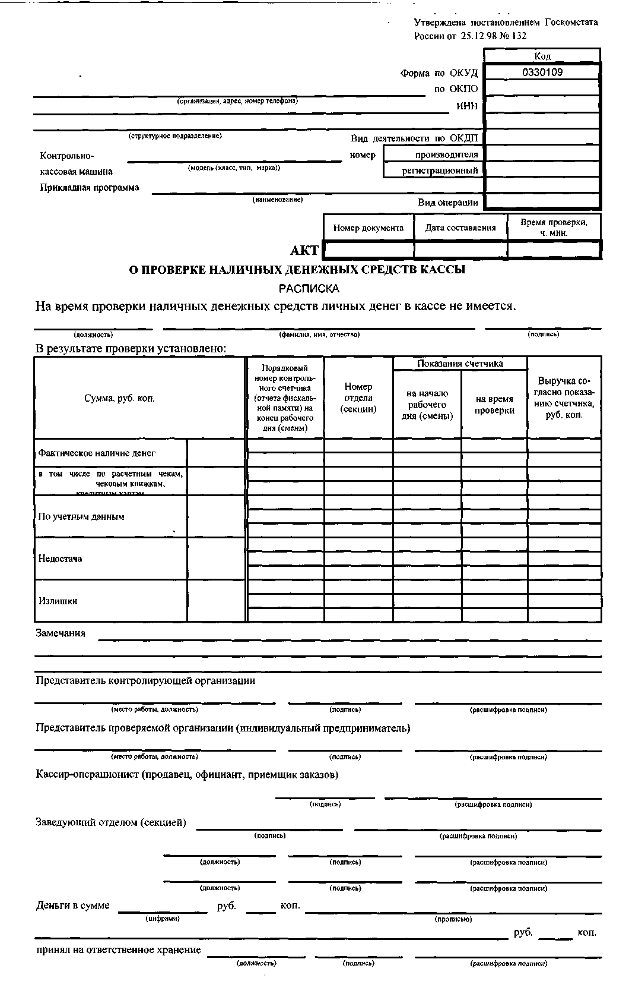 Утверждена постановлением Госкомстата
России от 25.12.98 № 132
Код
Форма по ОКУД 0330109
по ОКПО
(организация, адрес, номер телефона)
ИНН
(структурное подразделение)
Вид деятельности по ОКДП
Контрольно-
кассовая машина
(модель (класс, тип, марка))
номер
производителя
регистрационный
Прикладная программа
(наименование)
Вид операции
Номер документа
Дата составления
Время проверки,
ч. мин.
АКТ
О ПРОВЕРКЕ НАЛИЧНЫХ ДЕНЕЖНЫХ СРЕДСТВ КАССЫ
РАСПИСКА
На время проверки наличных денежных средств личных денег в кассе не имеется.
(должность) (фамилия, имя, отчество) (подпись)
В результате проверки установлено:
Сумма, руб. коп.
Порядковый
номер контроль-
ного счетчика
(отчета фискаль-
ной памяти) на
конец рабочего
дня (смены)
Номер
отдела
(секции)
Показания счетчика
на начало
рабочего
дня (смены)
на время
проверки
Выручка со-
гласно показа-
нию счетчика,
руб. коп.
Фактическое наличие денег
в том числе по расчетным чекам,
чековым книжкам,
кредитным картам
По учетным данным
Недостача
Излишки
Замечания
Представитель контролирующей организации
(место работы, должность) (подпись) (расшифровка подписи)
Представитель проверяемой организации (индивидуальный предприниматель)
(место работы, должность) (подпись) (расшифровка подписи)
Кассир-операционист (продавец, официант, приемщик заказов)
(подпись) (расшифровка подписи)
Заведующий отделом (секцией)
(подпись) (расшифровка подписи)
(должность) (подпись) (расшифровка подписи)
(должность) (подпись) (расшифровка подписи)
Деньги в сумме руб. коп.
(цифрами) (прописью)
руб. коп.
принял на ответственное хранение
(должность) (подпись) (расшифровка подписи)